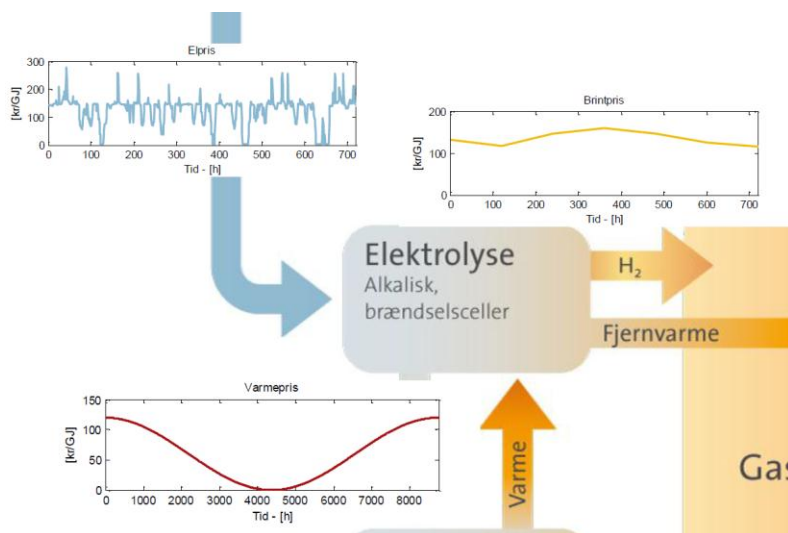 Elpris
[kr/GJ]
300
200
100
0
0 100 200 300 400 500 600 700
Tid - [h]
Brintpris
[kr/GJ]
200
100
0
0 100 200 300 400 500 600 700
Tid - [h]
Elektrolyse
Alkalisk,
brændselsceller
H₂
Fjernvarme
Varmepris
[kr/GJ]
150
100
50
0
0 1000 2000 3000 4000 5000 6000 7000 8000
Tid - [h]
Varme
Gas